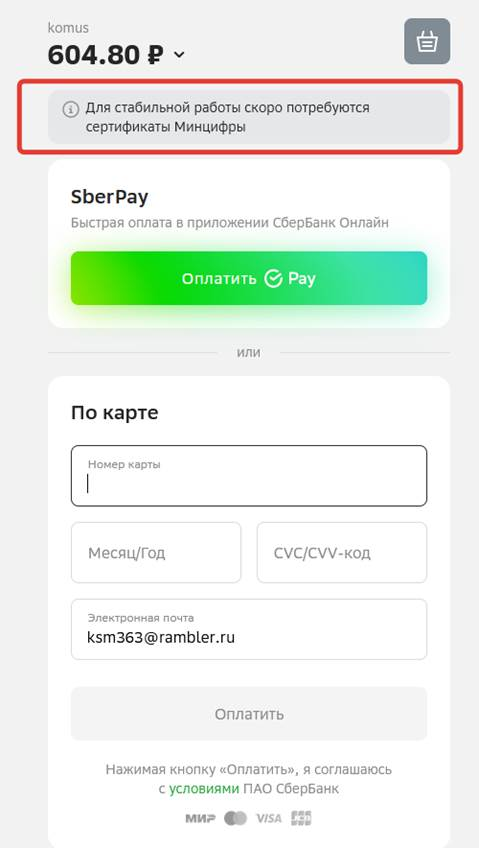 komus
604.80 ₽
Для стабильной работы скоро потребуются
сертификаты Минцифры
SberPay
Быстрая оплата в приложении СберБанк Онлайн
Оплатить Pay
или
По карте
Номер карты
Месяц/Год CVC/CVV-код
Электронная почта
ksm363@rambler.ru
Оплатить
Нажимая кнопку «Оплатить», я соглашаюсь
с условиями ПАО СберБанк
МИР VISA JCB